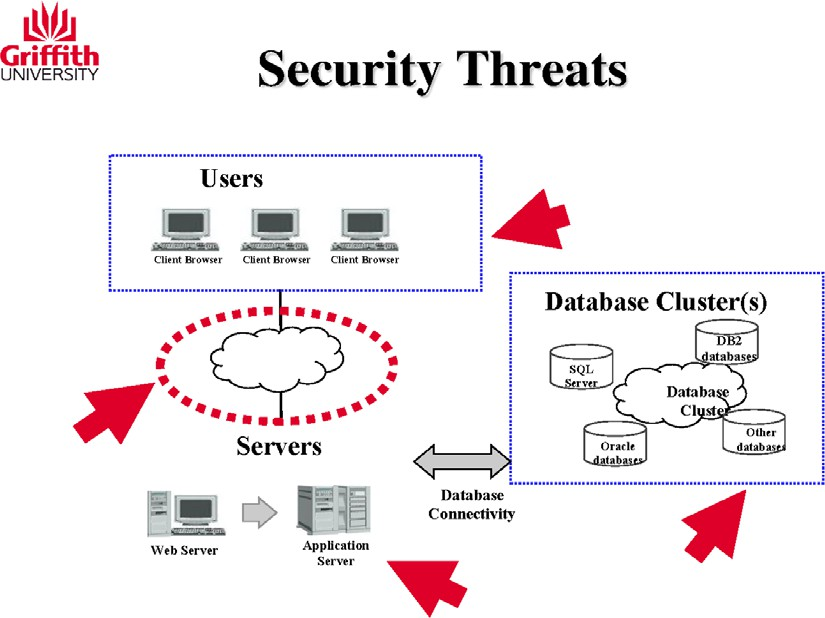 Griffith
UNIVERSITY
Security Threats
Users
Client Browser
Client Browser
Client Browser
Database Cluster(s)
DB2
databases
SQL
Server
Database
Cluster
Oracle
databases
Other
databases
Servers
Database
Connectivity
Web Server
Application
Server